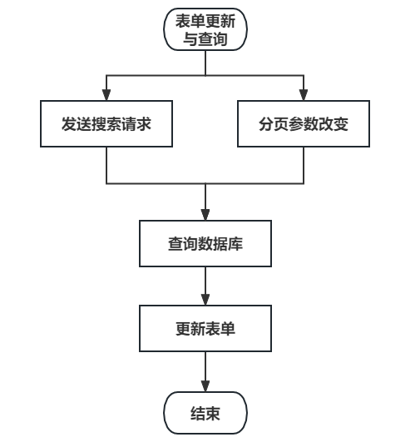 表单更新
与查询
发送搜索请求
分页参数改变
查询数据库
更新表单
结束